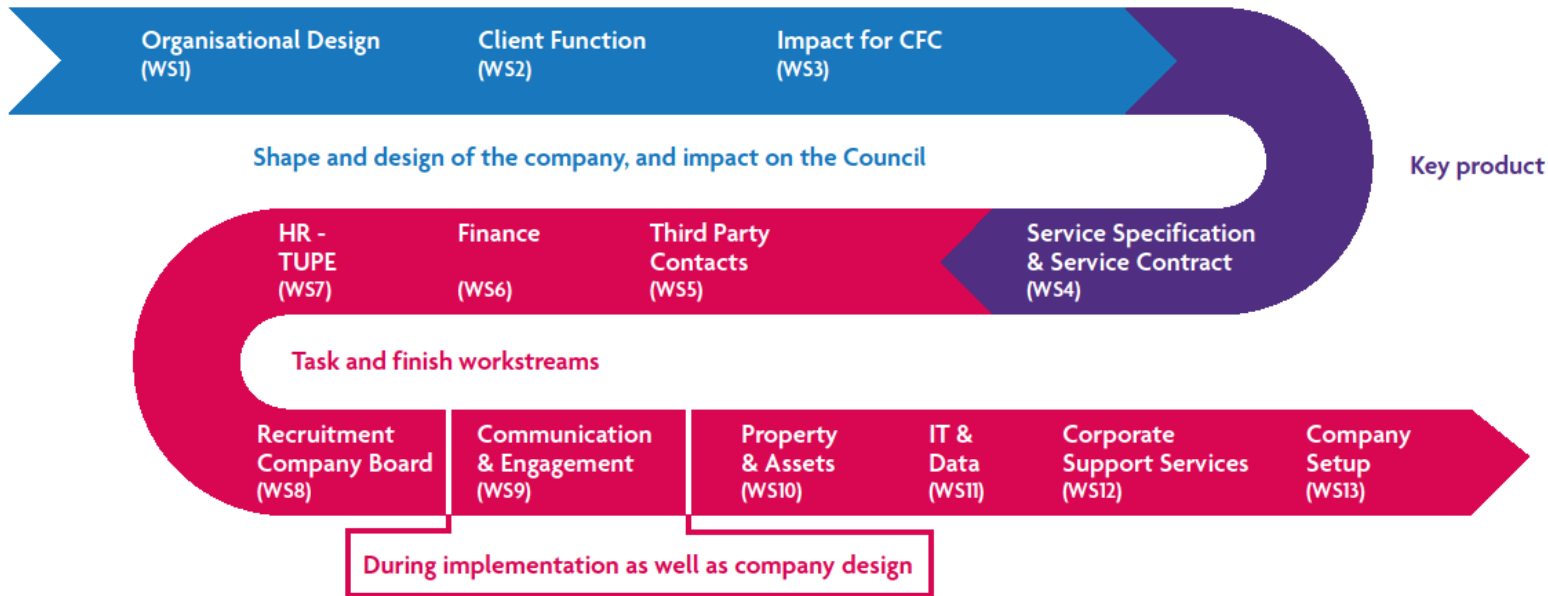 Organisational Design
(WS1)
Client Function
(WS2)
Impact for CFC
(WS3)
Shape and design of the company, and impact on the Council
Key product
HR -
TUPE
(WS7)
Finance
(WS6)
Third Party
Contacts
(WS5)
Service Specification
& Service Contract
(WS4)
Task and finish workstreams
Recruitment
Company Board
(WS8)
Communication
& Engagement
(WS9)
Property
& Assets
(WS10)
IT &
Data
(WS11)
Corporate
Support Services
(WS12)
Company
Setup
(WS13)
During implementation as well as company design